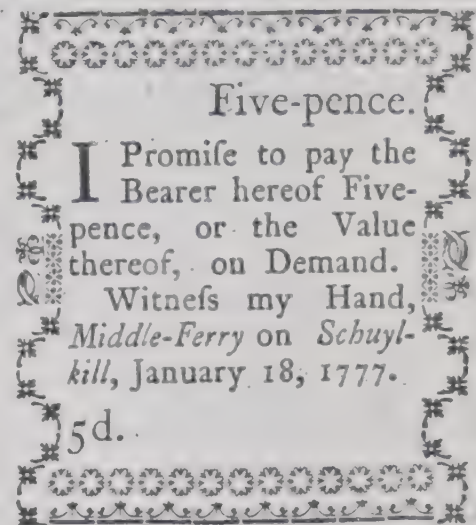 Five-pence.
I Promiſe to pay the
Bearer hereof Five-
pence, or the Value
thereof, on Demand.
Witneſs my Hand,
Middle-Ferry on Schuyl-
kill, January 18, 1777.
5d.